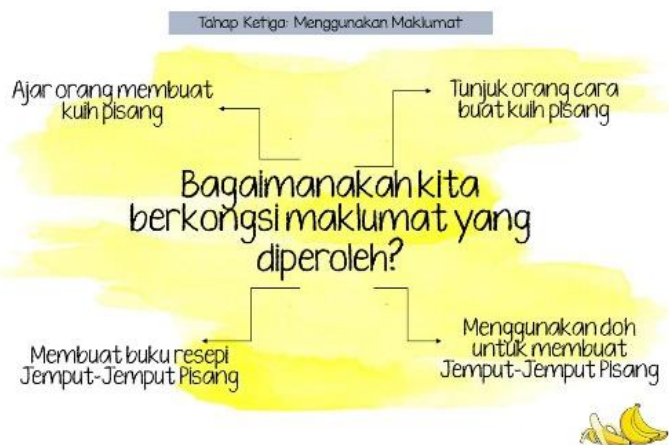 Tahap Ketiga: Menggunakan Maklumat
Ajar orang membuat
kuih pisang
Tunjuk orang cara
buat kuih pisang
Bagaimanakah kita
berkongsi maklumat yang
diperoleh?
Membuat buku resepi
Jemput-Jemput Pisang
Menggunakan doh
untuk membuat
Jemput-Jemput Pisang